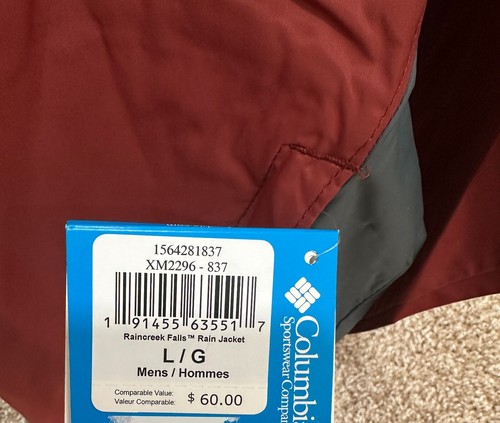 1564281837
XM2296 - 837
1 91455 63551 7
Raincreek Falls™ Rain Jacket
L / G
Mens / Hommes
Comparable Value:
Valeur Comparable:
$ 60.00
Columbia
Sportswear Compa